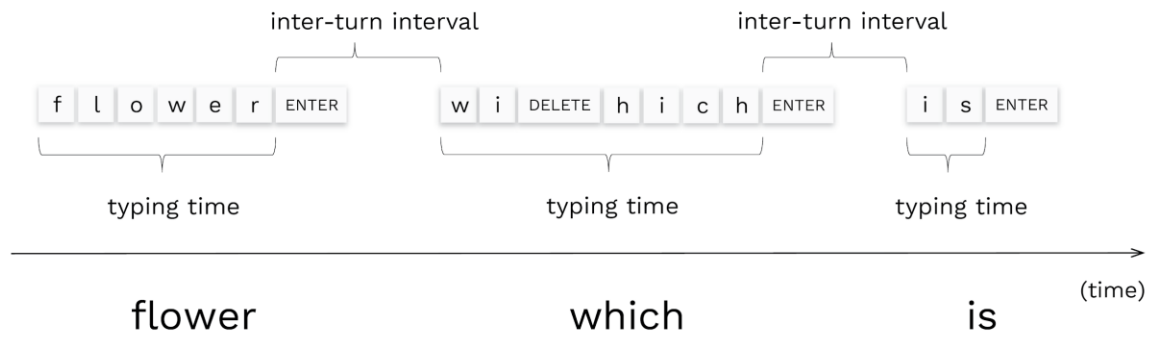 inter-turn interval inter-turn interval
f l o w e r ENTER w i DELETE h i c h ENTER i s ENTER
typing time typing time typing time
(time)
flower which is